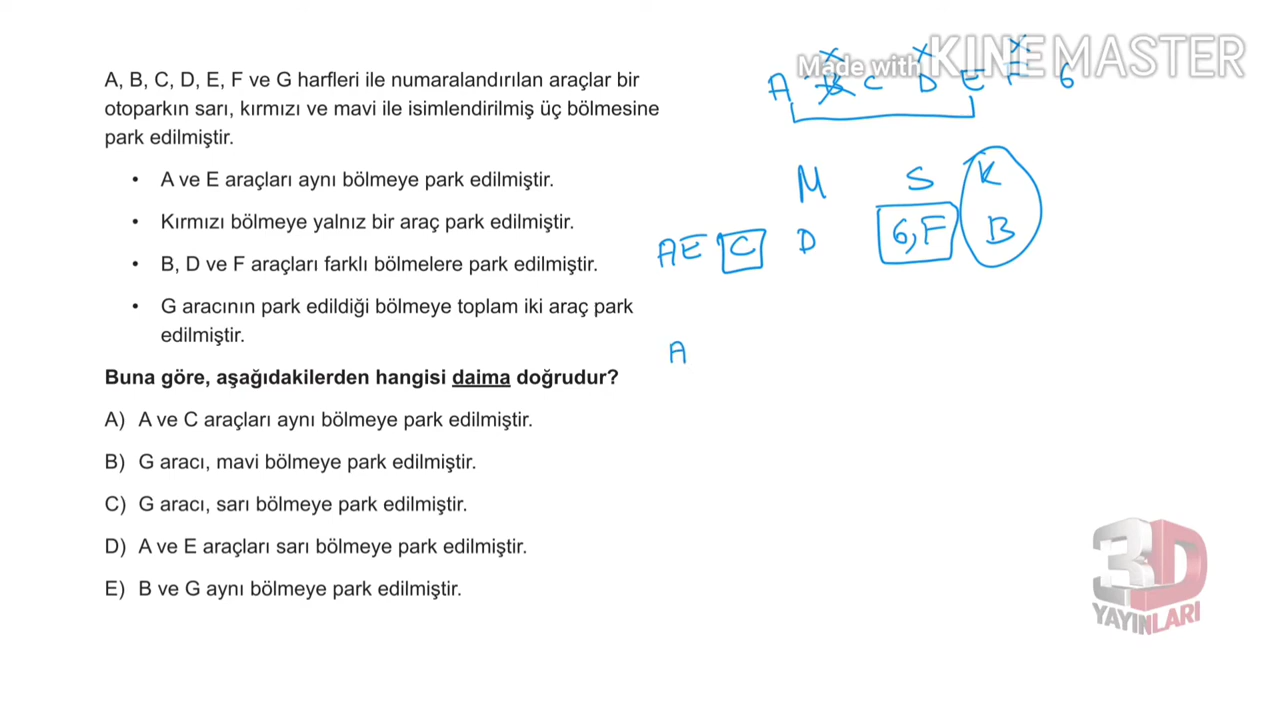 Made with KINEMASTER
A B C D E F G
A, B, C, D, E, F ve G harfleri ile numaralandırılan araçlar bir
otoparkın sarı, kırmızı ve mavi ile isimlendirilmiş üç bölmesine
park edilmiştir.
• A ve E araçları aynı bölmeye park edilmiştir.
• Kırmızı bölmeye yalnız bir araç park edilmiştir.
• B, D ve F araçları farklı bölmelere park edilmiştir.
• G aracının park edildiği bölmeye toplam iki araç park
edilmiştir.
M S K
AE C D G,F B
A
Buna göre, aşağıdakilerden hangisi daima doğrudur?
A) A ve C araçları aynı bölmeye park edilmiştir.
B) G aracı, mavi bölmeye park edilmiştir.
C) G aracı, sarı bölmeye park edilmiştir.
D) A ve E araçları sarı bölmeye park edilmiştir.
E) B ve G aynı bölmeye park edilmiştir.
3D
YAYINLARI